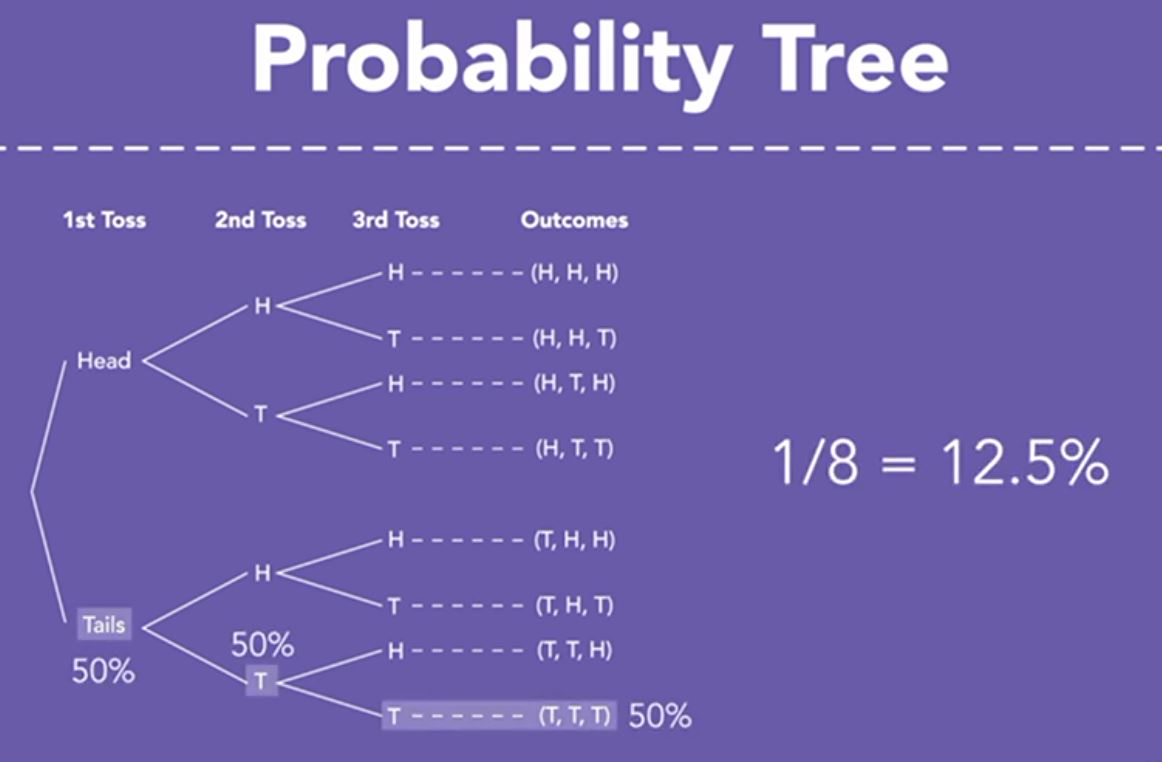 Probability Tree
1st Toss 2nd Toss 3rd Toss Outcomes
H (H, H, H)
H
T (H, H, T)
Head
H (H, T, H)
T
T (H, T, T)
1/8 = 12.5%
H (T, H, H)
H
T (T, H, T)
Tails
50%
50%
H (T, T, H)
T
T (T, T, T) 50%